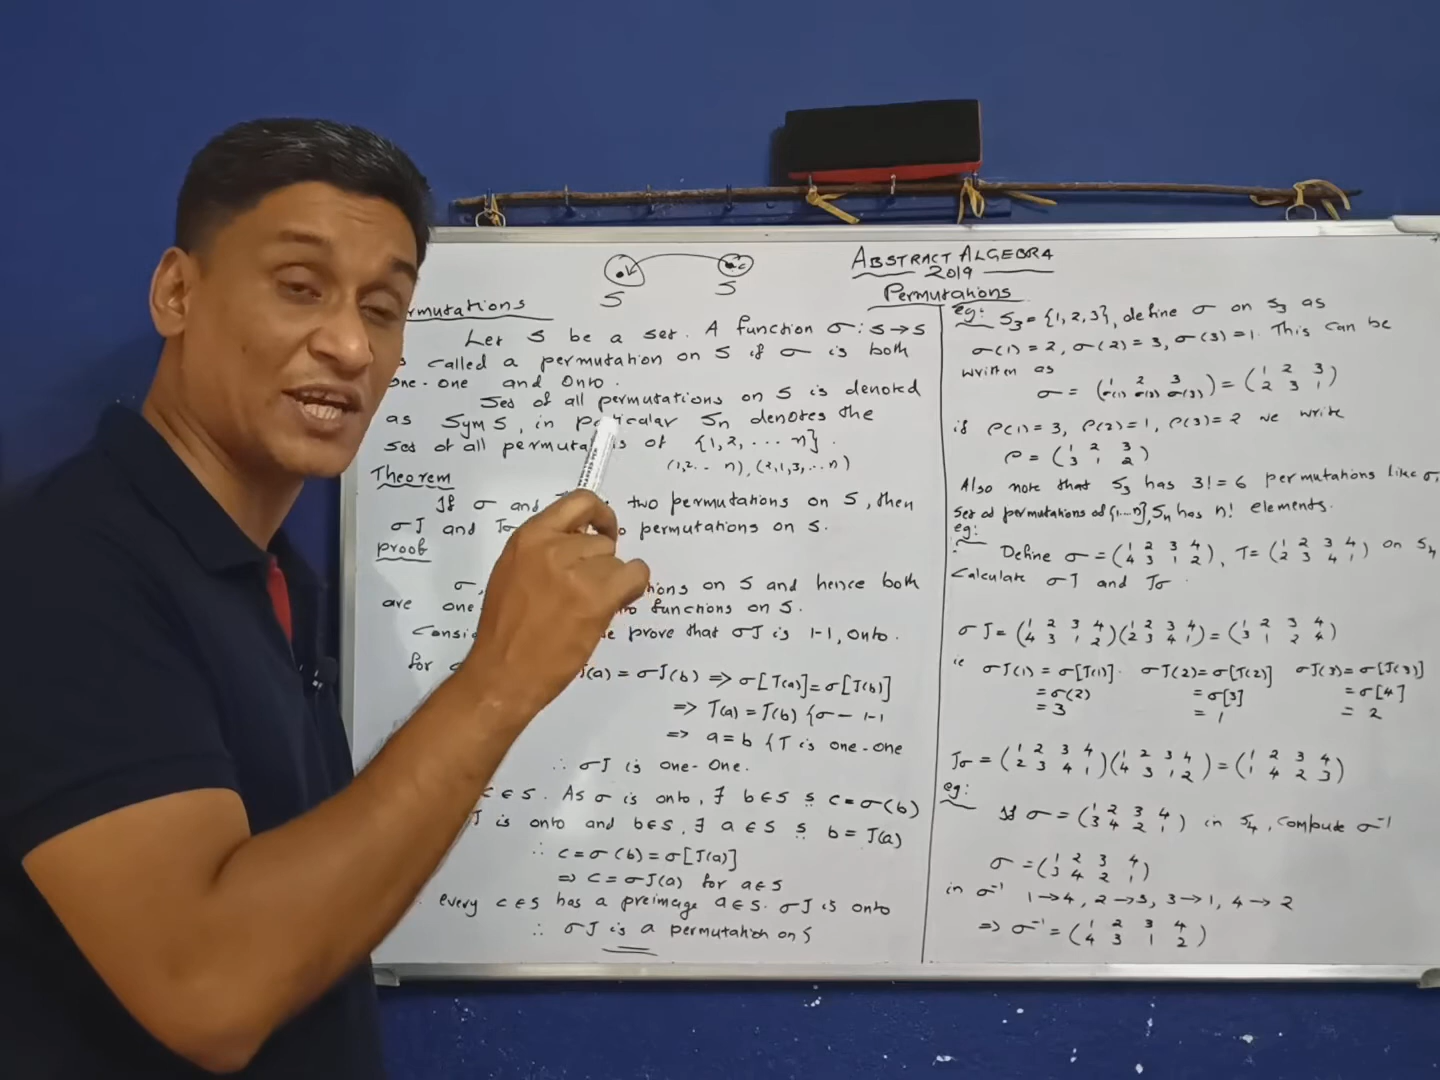 S S
ABSTRACT ALGEBRA
2019
Permutations
rmutations
Let S be a set. A function σ: S → S
called a permutation on S if σ is both
one-one and onto.
Set of all permutations on S is denoted
as Sym S, in Sn denotes the
set of all of {1, 2, ... n}.
(1,2.. n), (2,1,3,...n)
Theorem
If σ and two permutations on S, then
σJ and permutations on S.
proof
σ, on S and hence both
are one functions on S.
prove that σJ is 1-1, onto.
for J(a) = σJ(b) => σ[T(a)] = σ[J(b)]
=> T(a) = J(b) {σ - 1-1
=> a = b {T is one-one
∴ σJ is one-one.
c ∈ S. As σ is onto, ∃ b ∈ S s c = σ(b)
J is onto and b ∈ S, ∃ a ∈ S s b = J(a)
∴ c = σ(b) = σ[J(a)]
=> c = σJ(a) for a ∈ S
every c ∈ S has a preimage a ∈ S. σJ is onto
∴ σJ is a permutation on S
eg: S3 = {1, 2, 3}, define σ on S3 as
σ(1) = 2, σ(2) = 3, σ(3) = 1. This can be
written as
σ = (1 2 3 / σ(1) σ(2) σ(3)) = (1 2 3 / 2 3 1)
if ρ(1) = 3, ρ(2) = 1, ρ(3) = 2 we write
ρ = (1 2 3 / 3 1 2)
Also note that S3 has 3! = 6 permutations like σ,
set of permutations of {1...n}, Sn has n! elements.
eg:
Define σ = (1 2 3 4 / 4 3 1 2), T = (1 2 3 4 / 2 3 4 1) on S4
Calculate σJ and Jσ.
σJ = (1 2 3 4 / 4 3 1 2)(1 2 3 4 / 2 3 4 1) = (1 2 3 4 / 3 1 2 4)
ie σJ(1) = σ[J(1)]. σJ(2) = σ[J(2)] σJ(3) = σ[J(3)]
= σ(2) = σ[3] = σ[4]
= 3 = 1 = 2
Jσ = (1 2 3 4 / 2 3 4 1)(1 2 3 4 / 4 3 1 2) = (1 2 3 4 / 1 4 2 3)
eg:
If σ = (1 2 3 4 / 3 4 2 1) in S4, compute σ⁻¹
σ = (1 2 3 4 / 3 4 2 1)
in σ⁻¹ 1→4, 2→3, 3→1, 4→2
=> σ⁻¹ = (1 2 3 4 / 4 3 1 2)